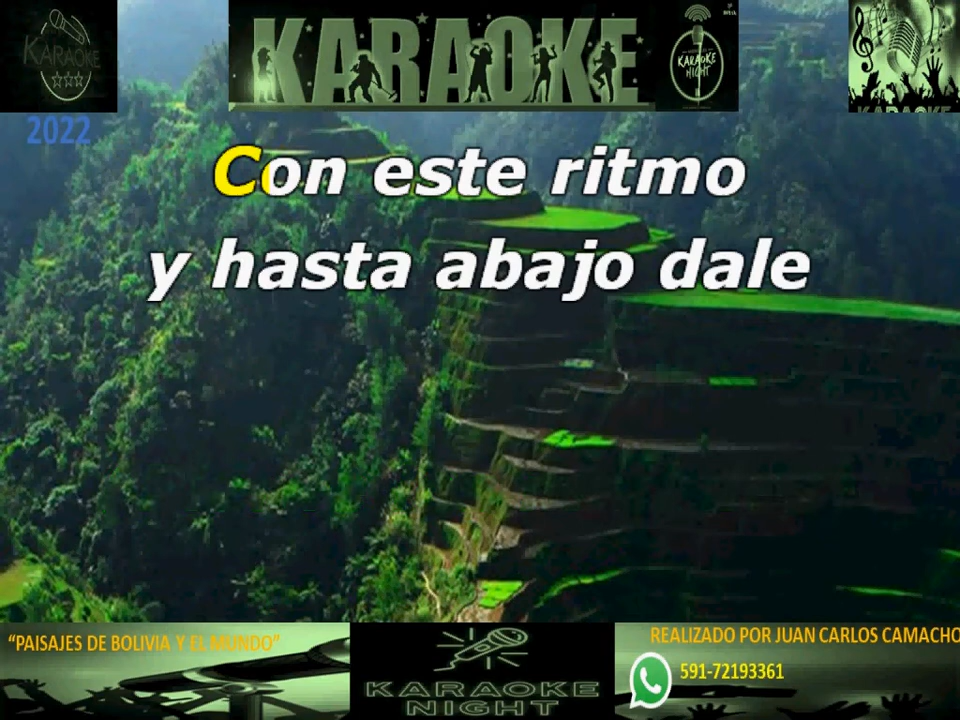 KARAOKE
KARAOKE
KARAOKE
NIGHT
KARAOKE
2022
Con este ritmo
y hasta abajo dale
“PAISAJES DE BOLIVIA Y EL MUNDO”
KARAOKE
NIGHT
REALIZADO POR JUAN CARLOS CAMACHO
591-72193361